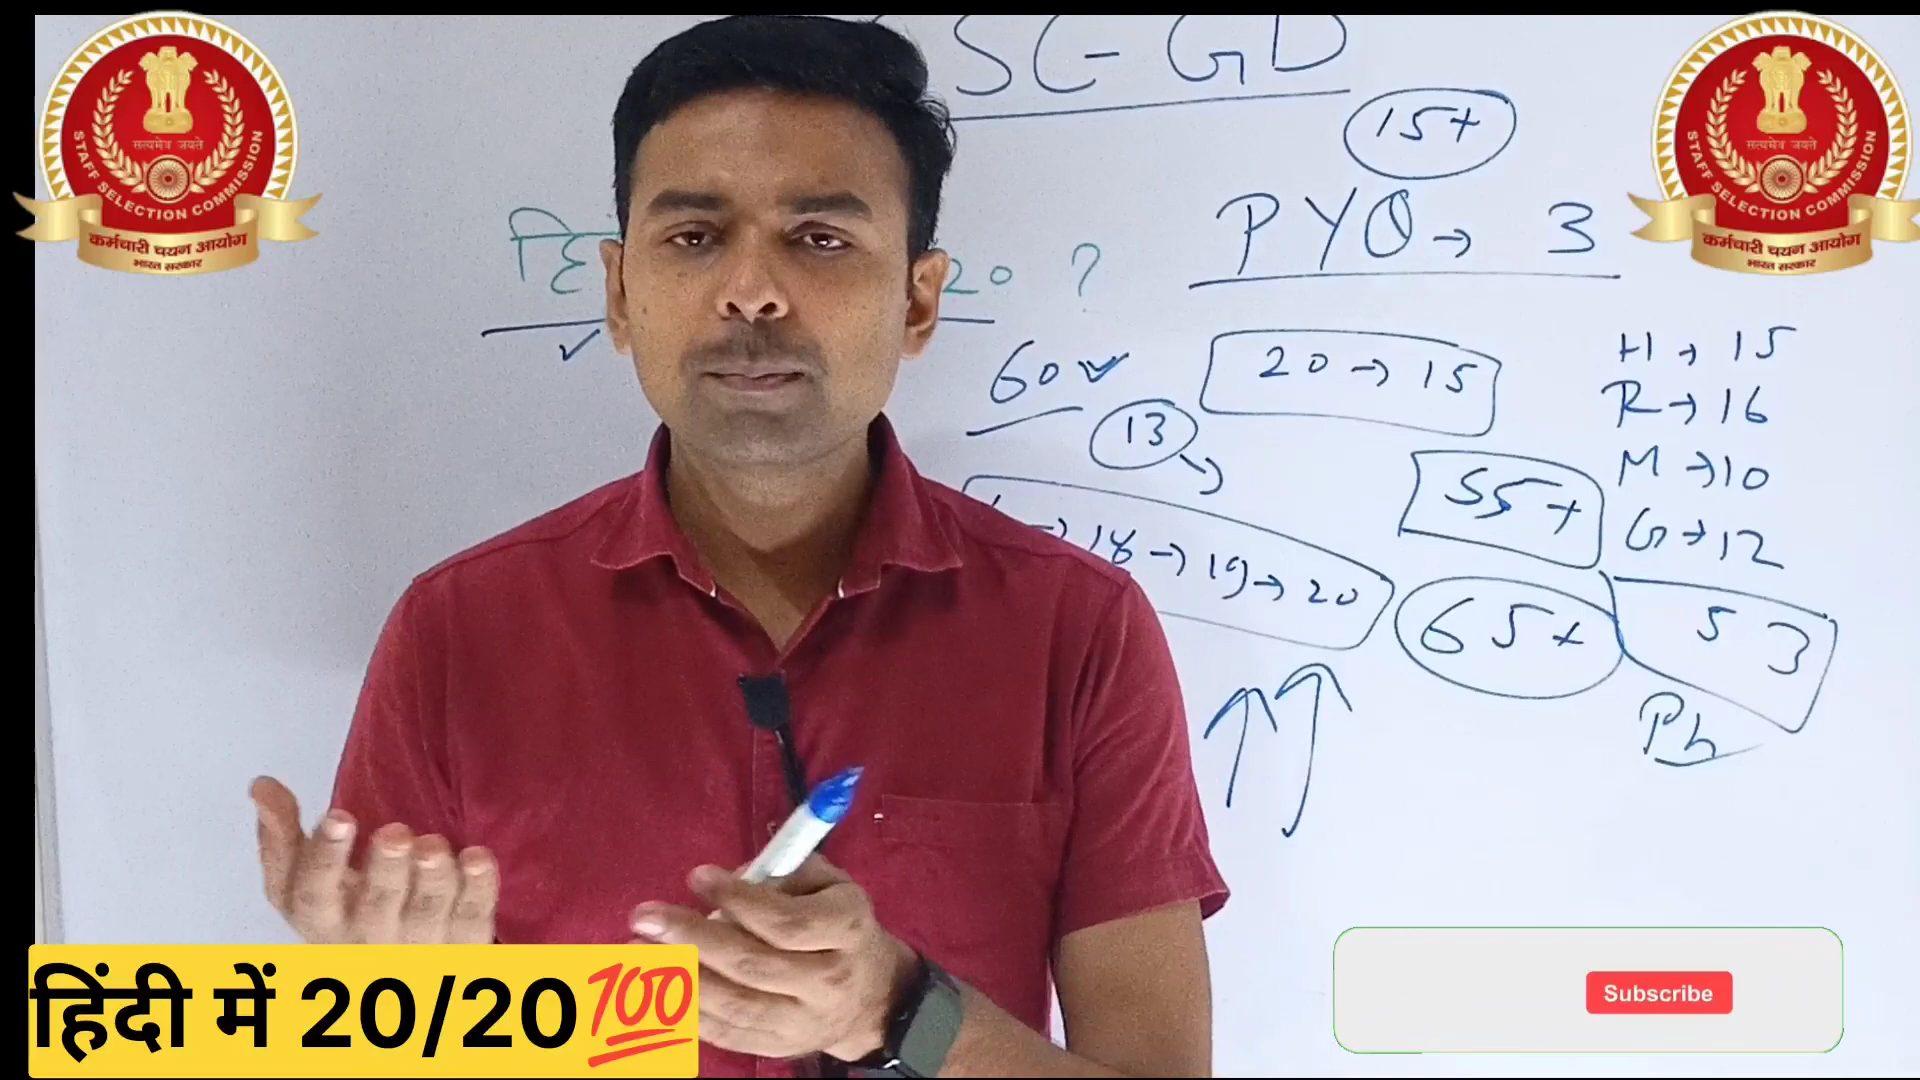 SC-GD
15+
PYQ → 3
हि 20 ?
60
20 → 15
13 →
→ 18 → 19 → 20
55+
65+
H → 15
R → 16
M → 10
G → 12
53
Ph
STAFF SELECTION COMMISSION
सत्यमेव जयते
कर्मचारी चयन आयोग
भारत सरकार
STAFF SELECTION COMMISSION
सत्यमेव जयते
कर्मचारी चयन आयोग
भारत सरकार
हिंदी में 20/20💯
Subscribe